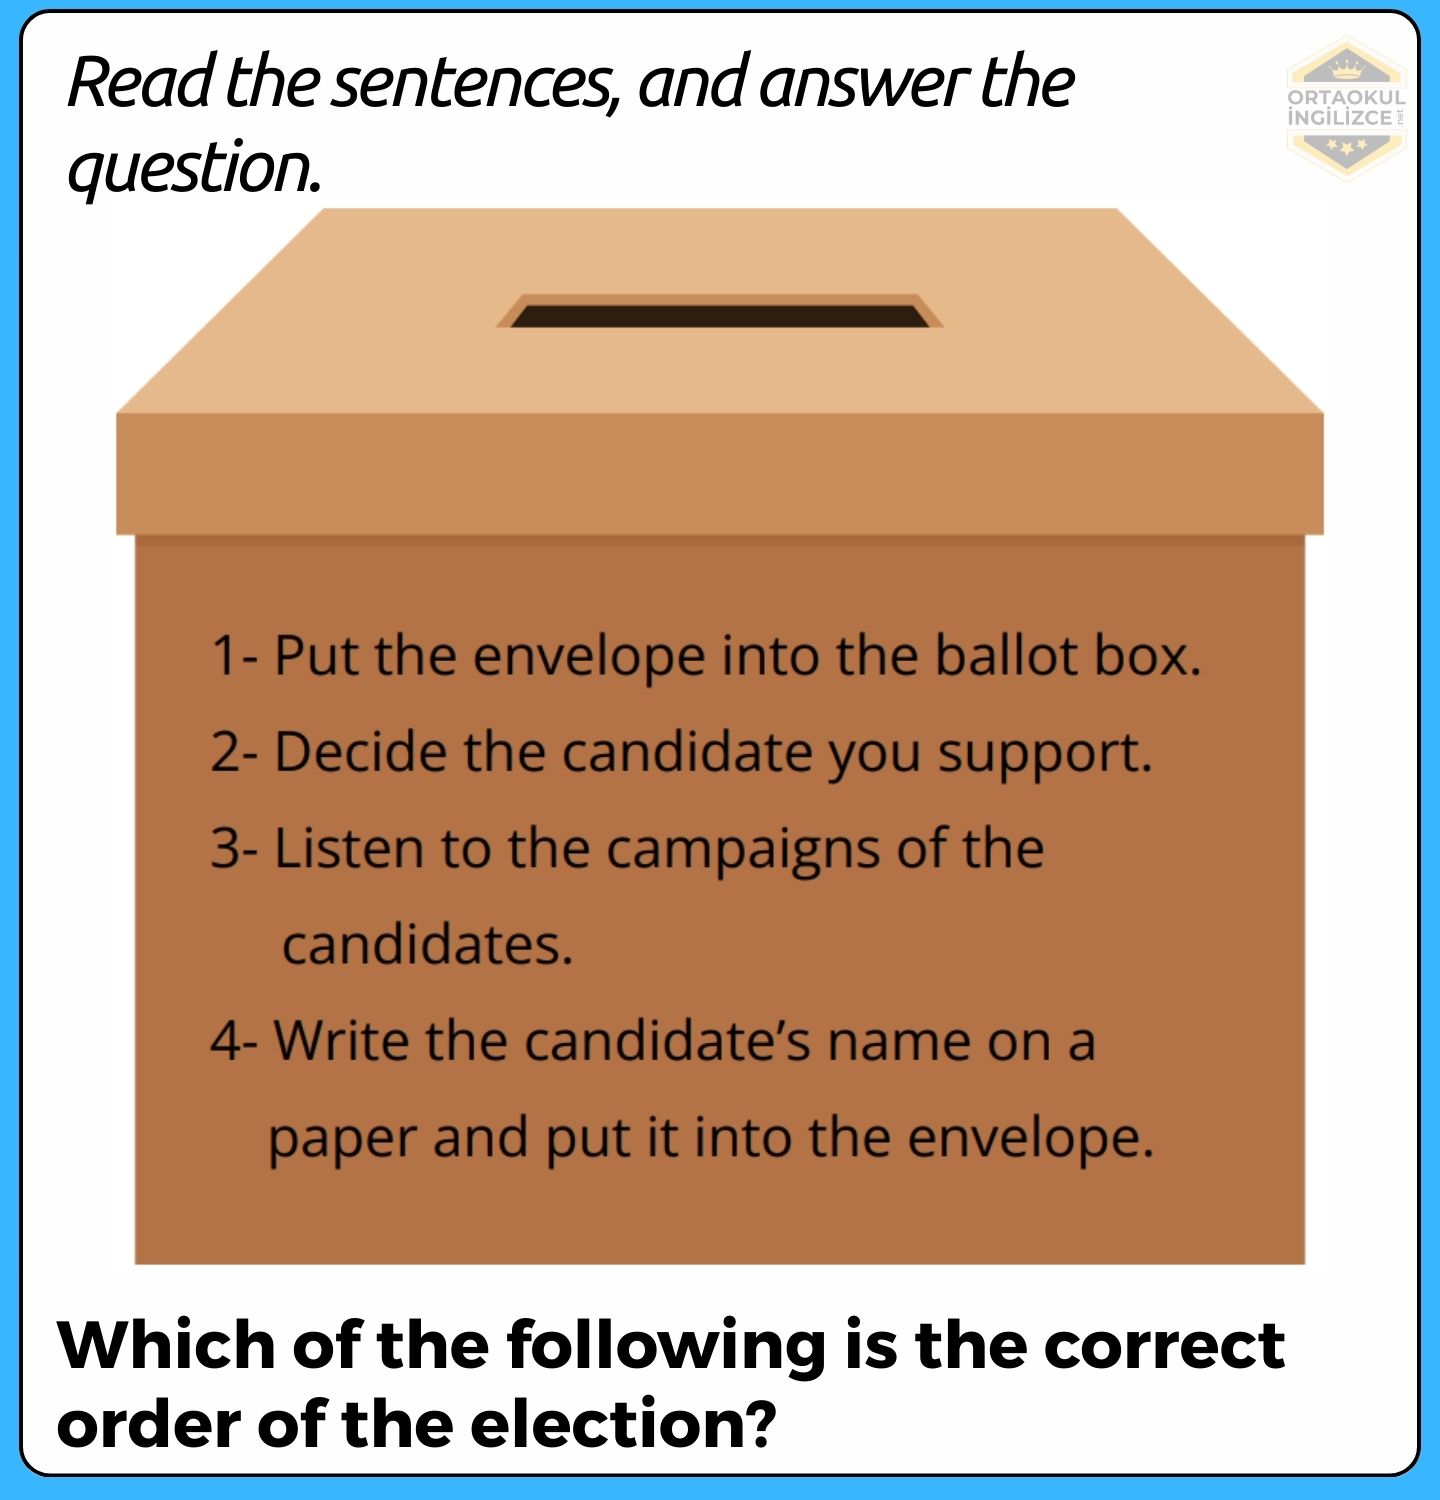 Read the sentences, and answer the
question.
ORTAOKUL
İNGİLİZCE .net
1- Put the envelope into the ballot box.
2- Decide the candidate you support.
3- Listen to the campaigns of the
candidates.
4- Write the candidate’s name on a
paper and put it into the envelope.
Which of the following is the correct
order of the election?